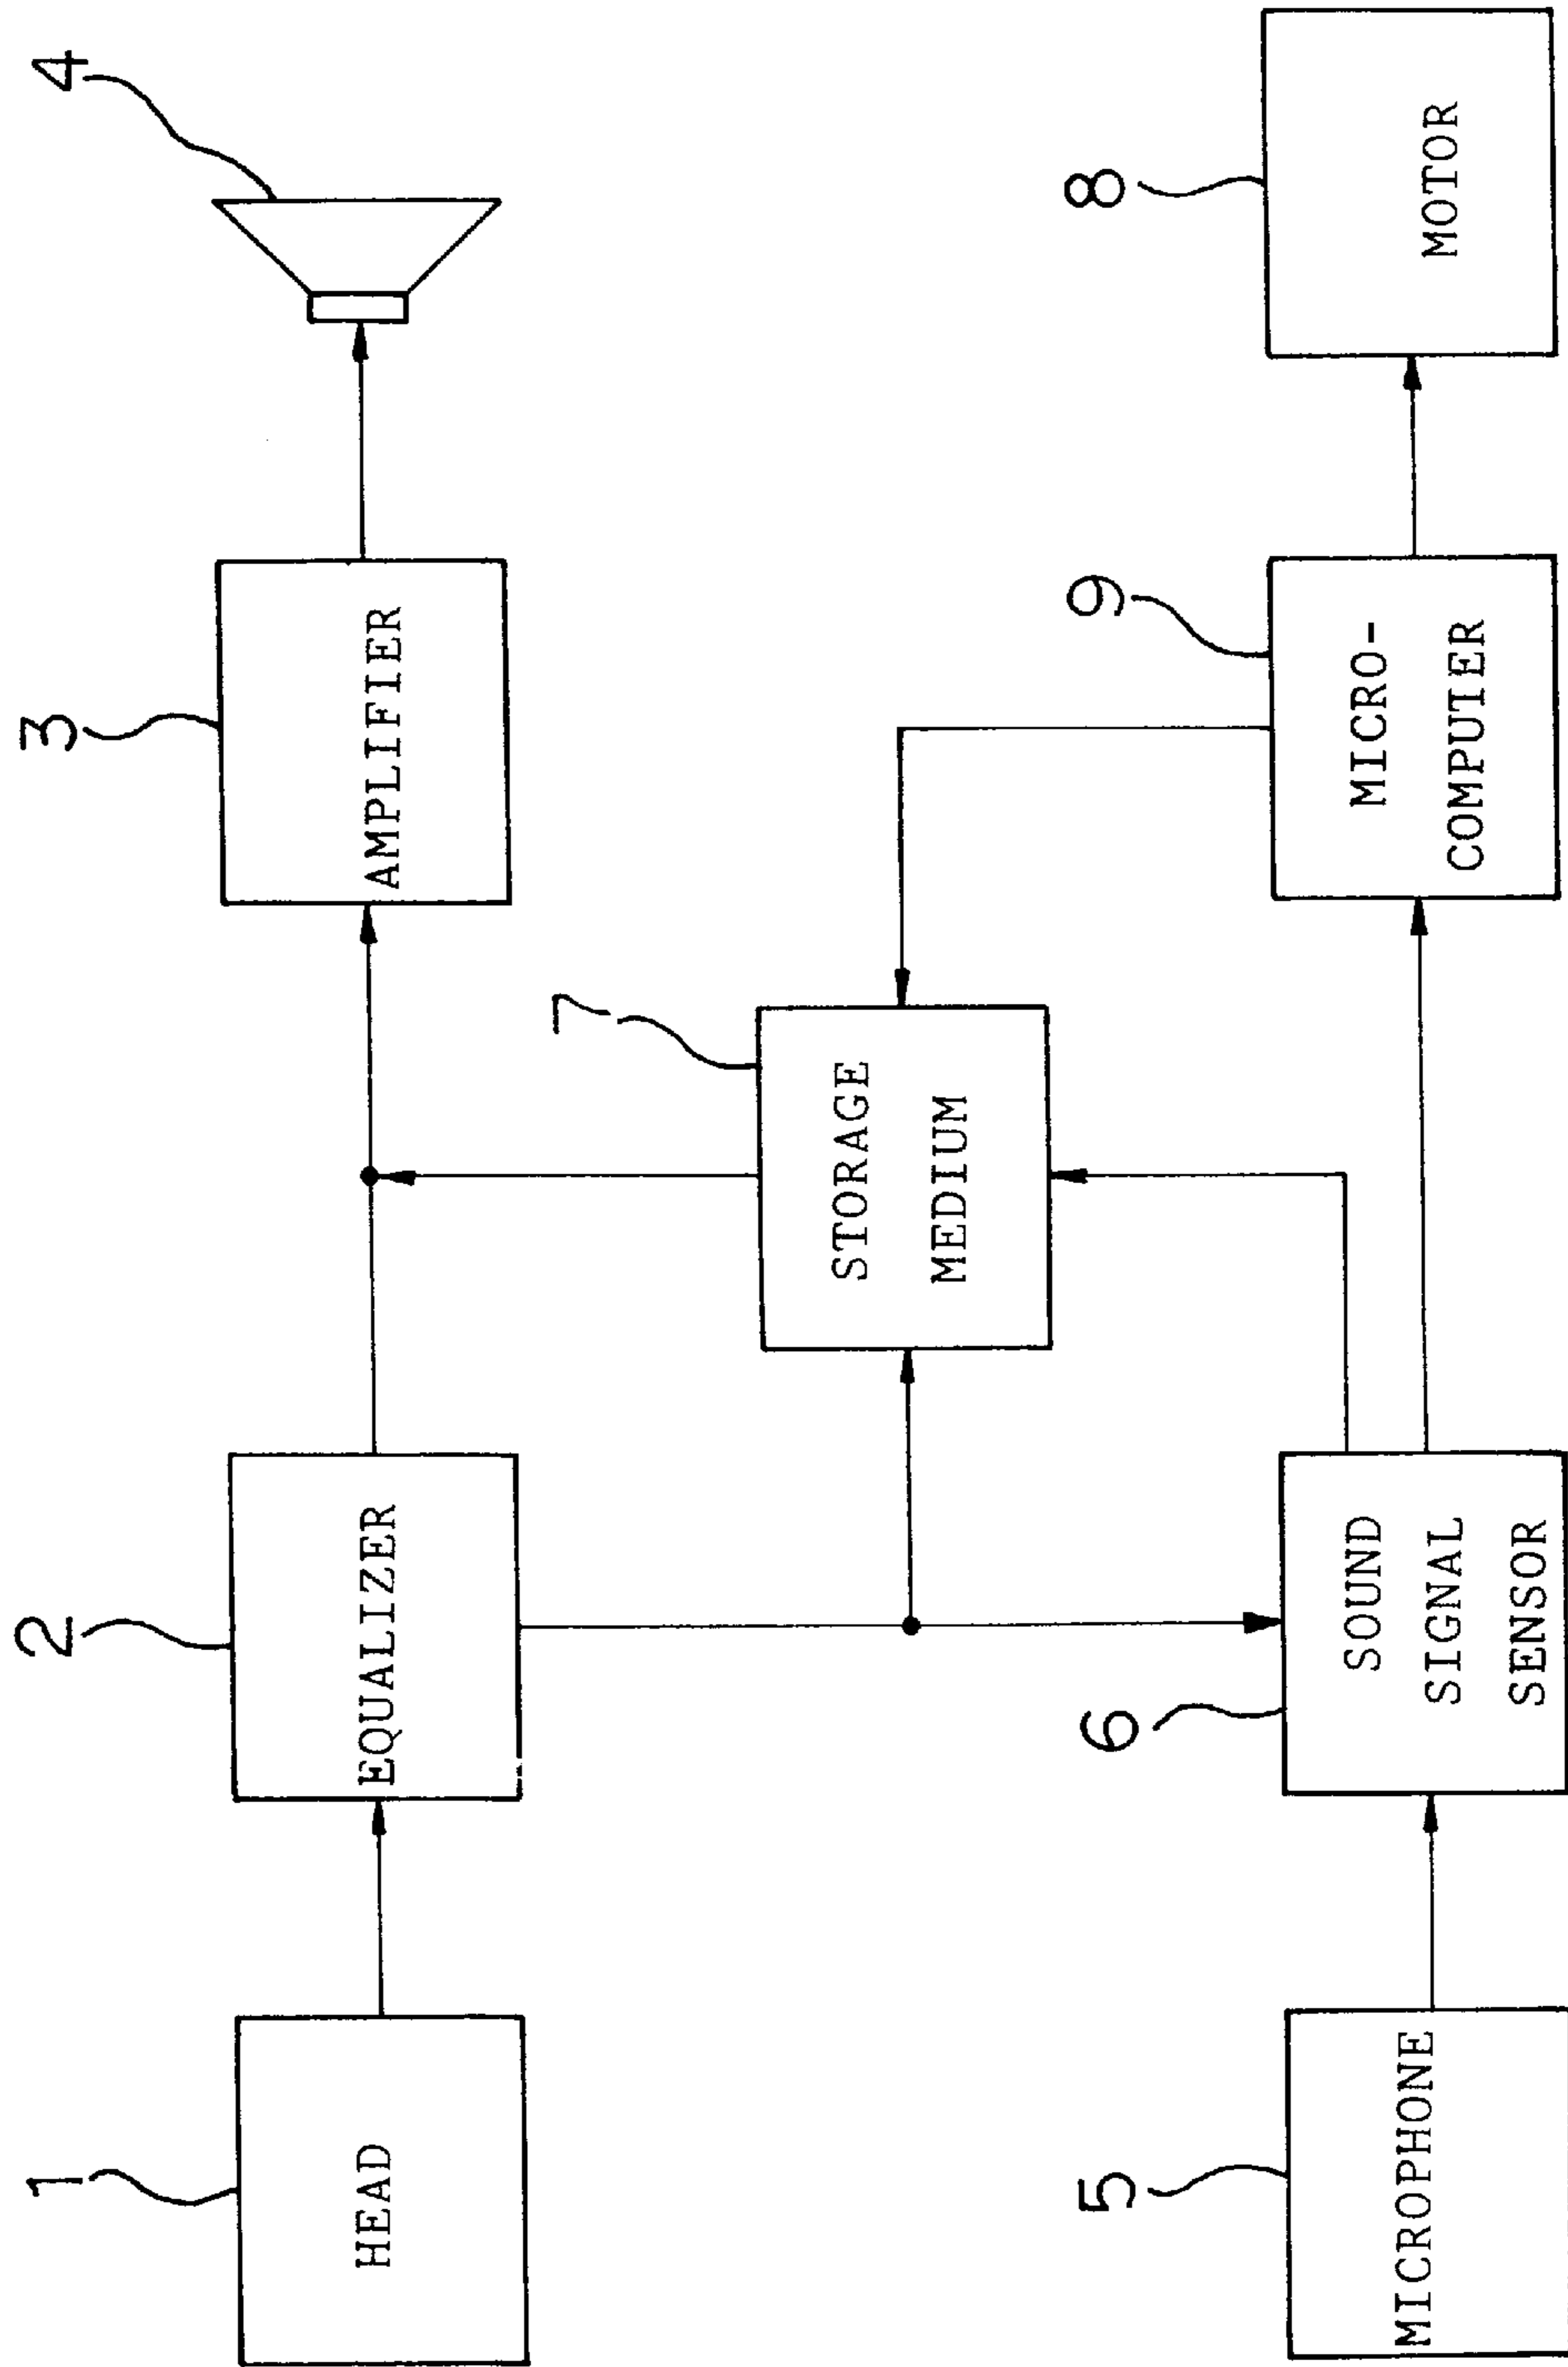 1
2
3
4
HEAD
EQUALIZER
AMPLIFIER
7
STORAGE
MEDIUM
5
6
9
8
MICROPHONE
SOUND
SIGNAL
SENSOR
MICRO-
COMPUTER
MOTOR